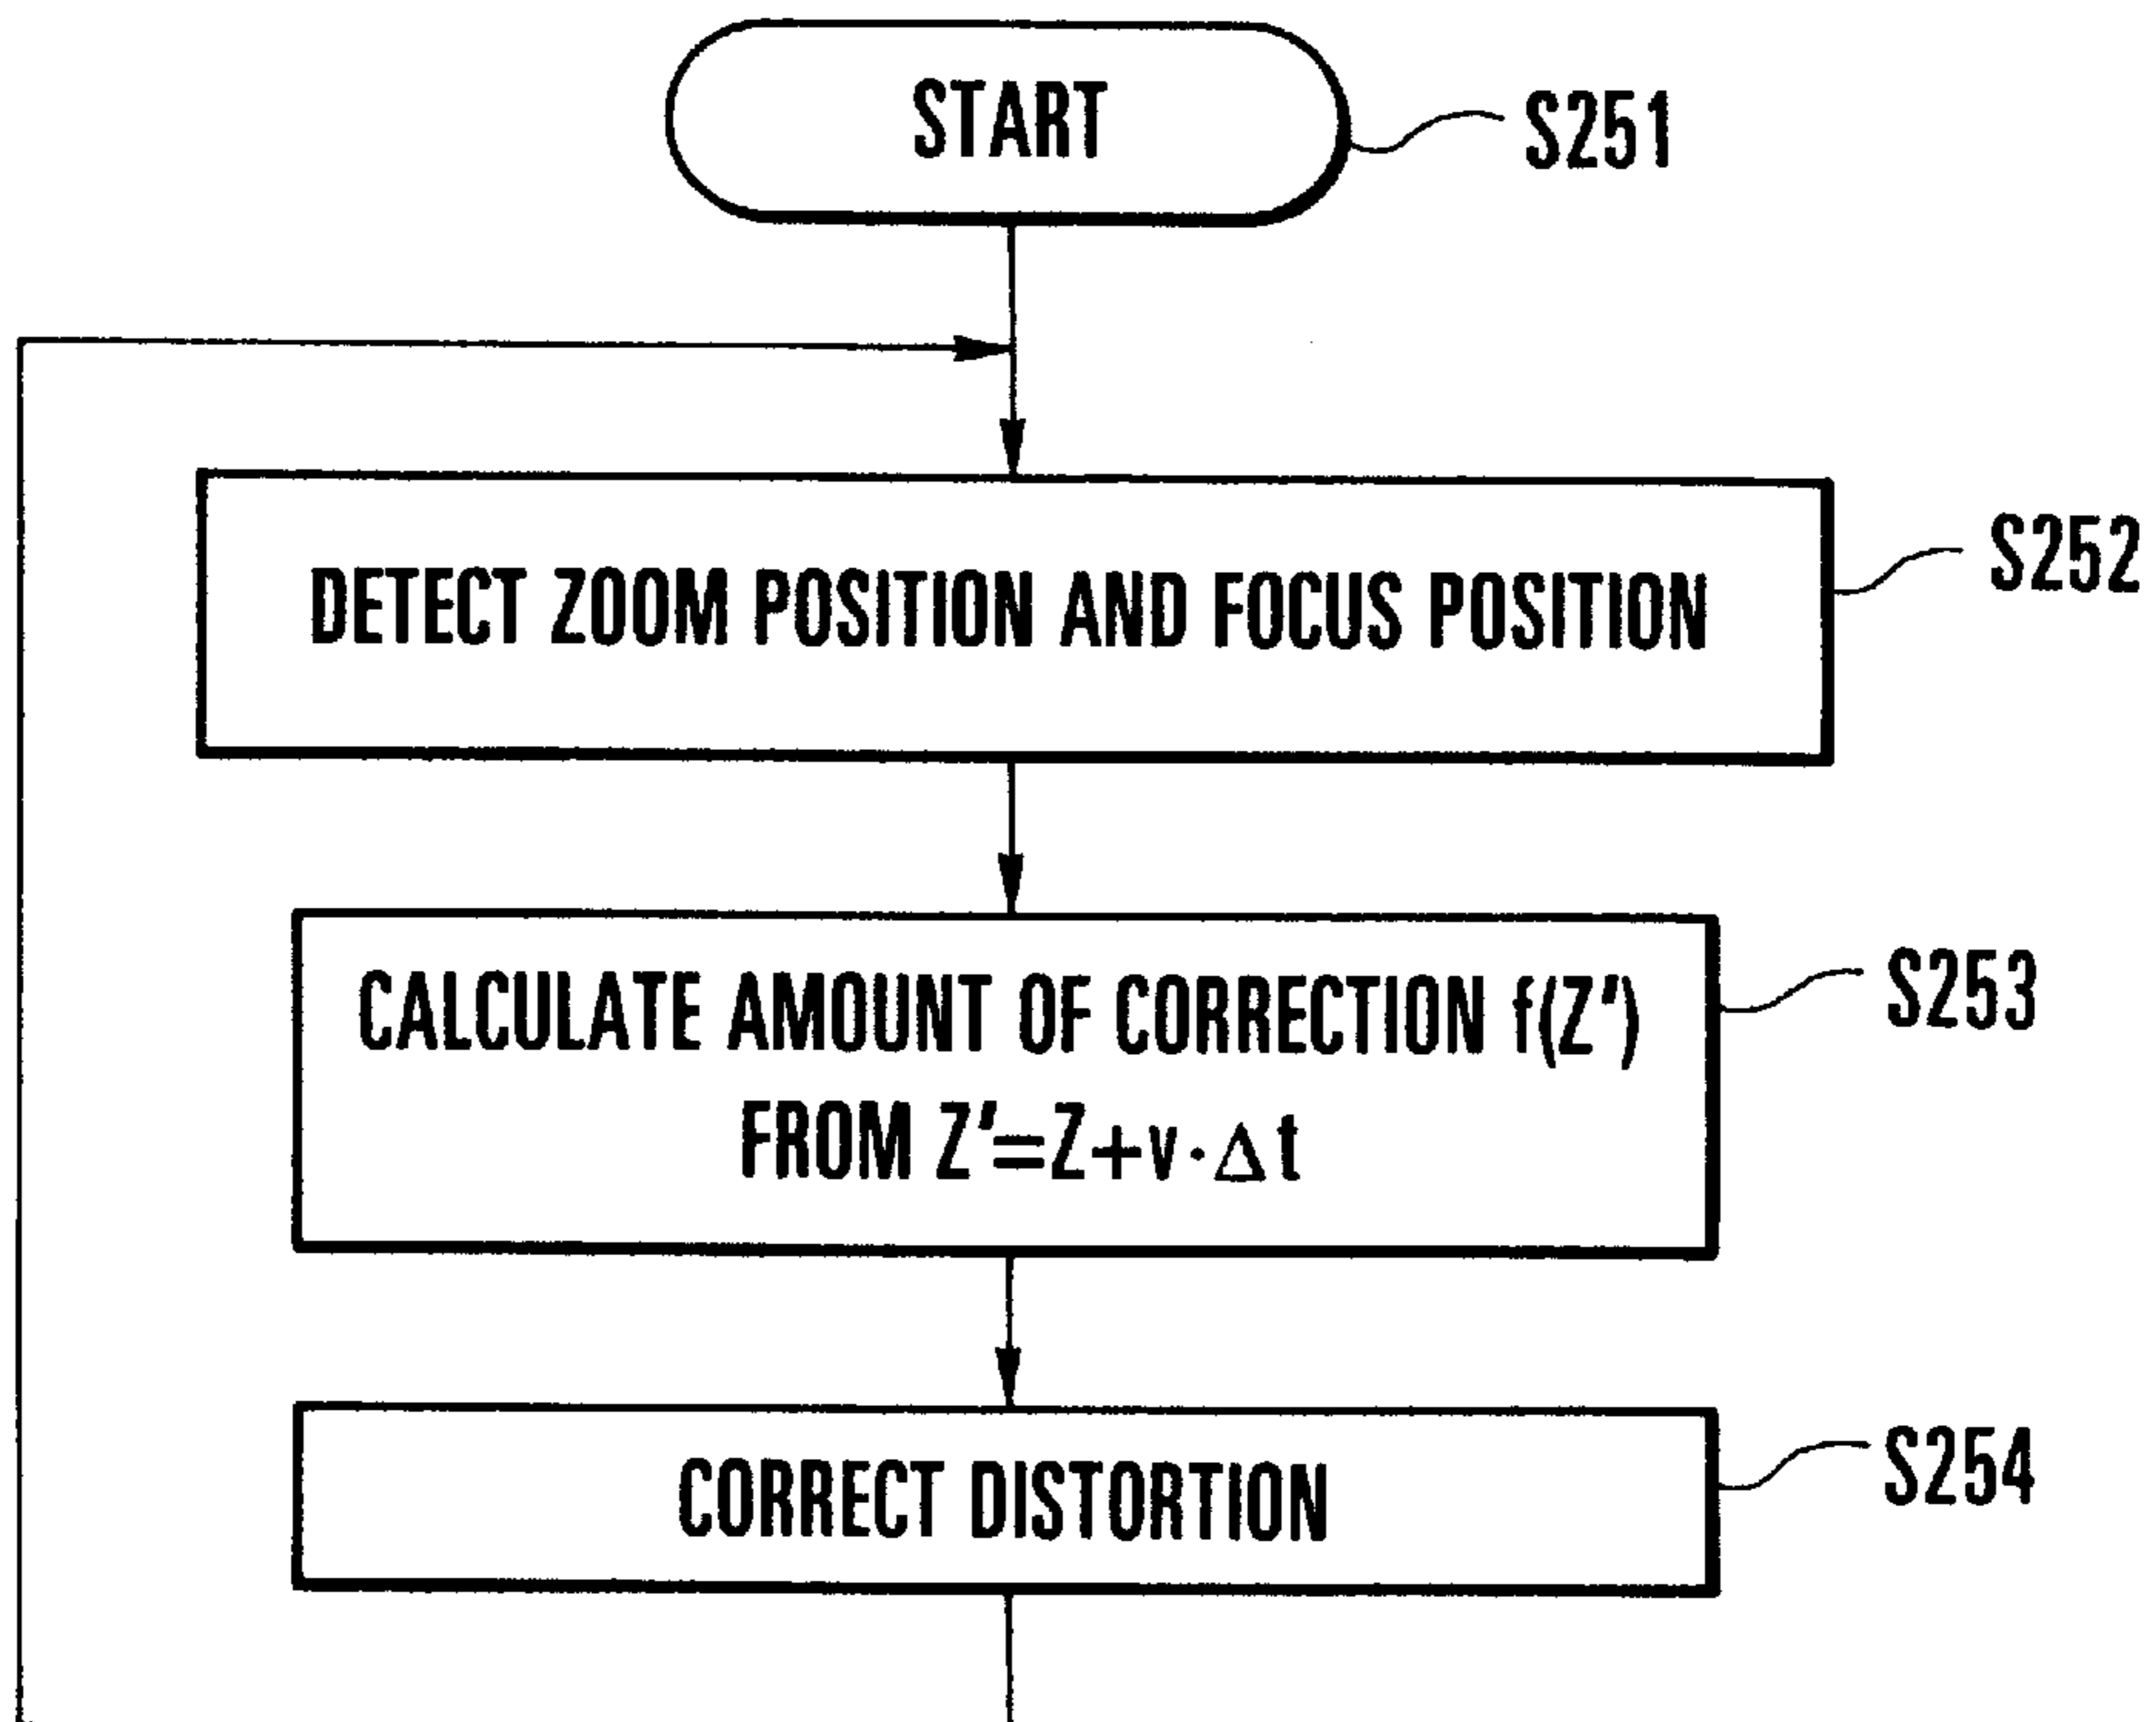 START
S251
DETECT ZOOM POSITION AND FOCUS POSITION
S252
CALCULATE AMOUNT OF CORRECTION f(Z')
FROM Z'=Z+v·Δt
S253
CORRECT DISTORTION
S254